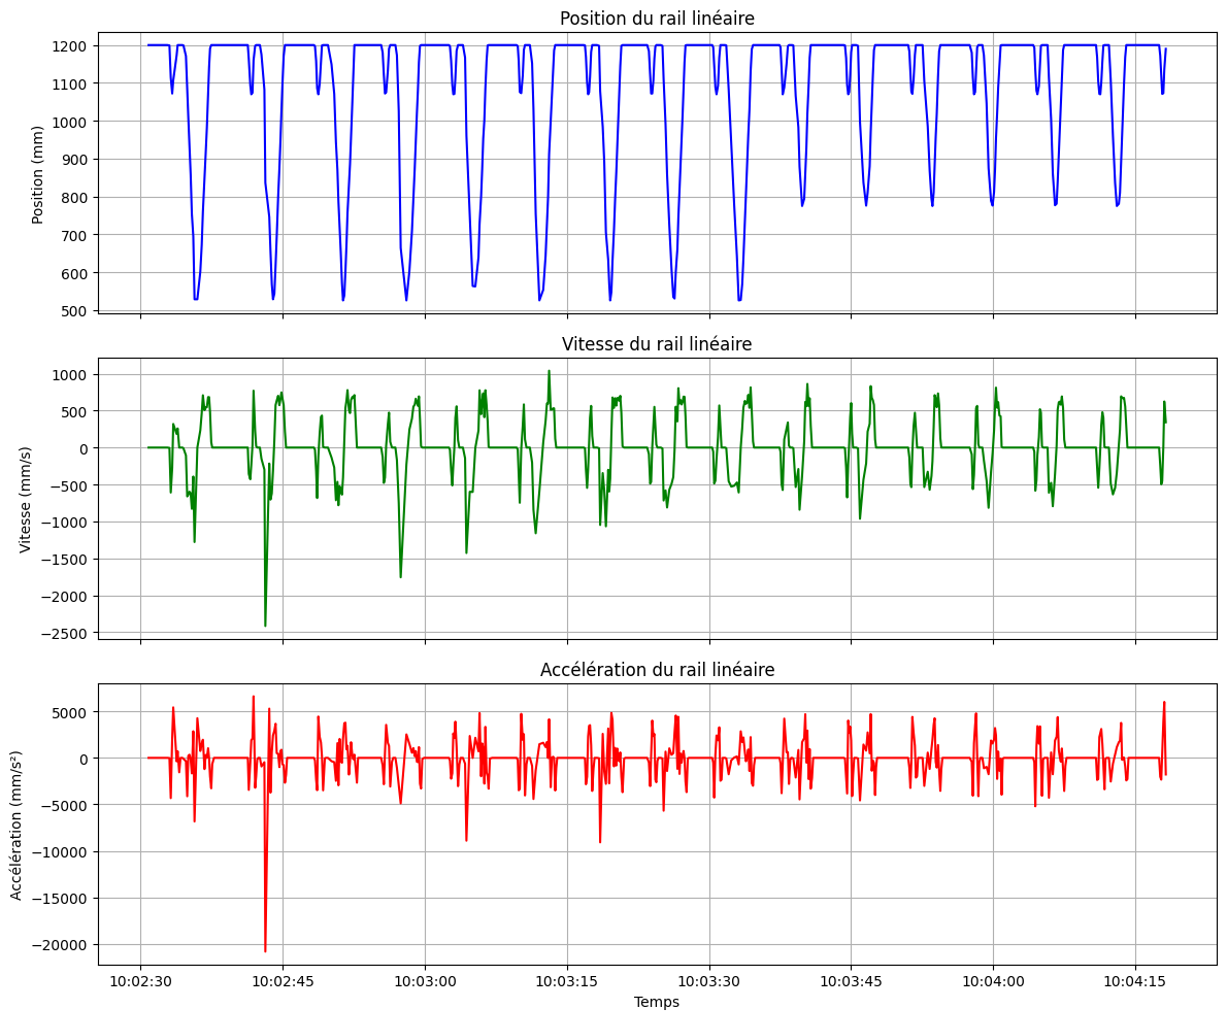 Position du rail linéaire
1200
1100
1000
900
800
700
600
500
Position (mm)
Vitesse du rail linéaire
1000
500
0
−500
−1000
−1500
−2000
−2500
Vitesse (mm/s)
Accélération du rail linéaire
5000
0
−5000
−10000
−15000
−20000
Accélération (mm/s²)
10:02:30 10:02:45 10:03:00 10:03:15 10:03:30 10:03:45 10:04:00 10:04:15
Temps